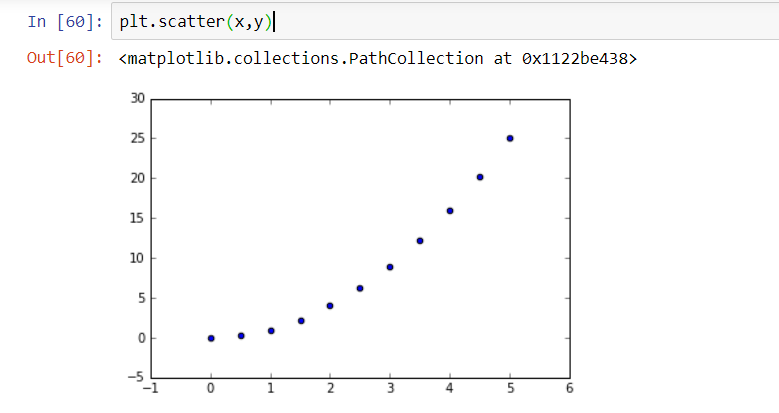 In [60]: plt.scatter(x,y)
Out[60]: <matplotlib.collections.PathCollection at 0x1122be438>
30
25
20
15
10
5
0
−5
−1 0 1 2 3 4 5 6